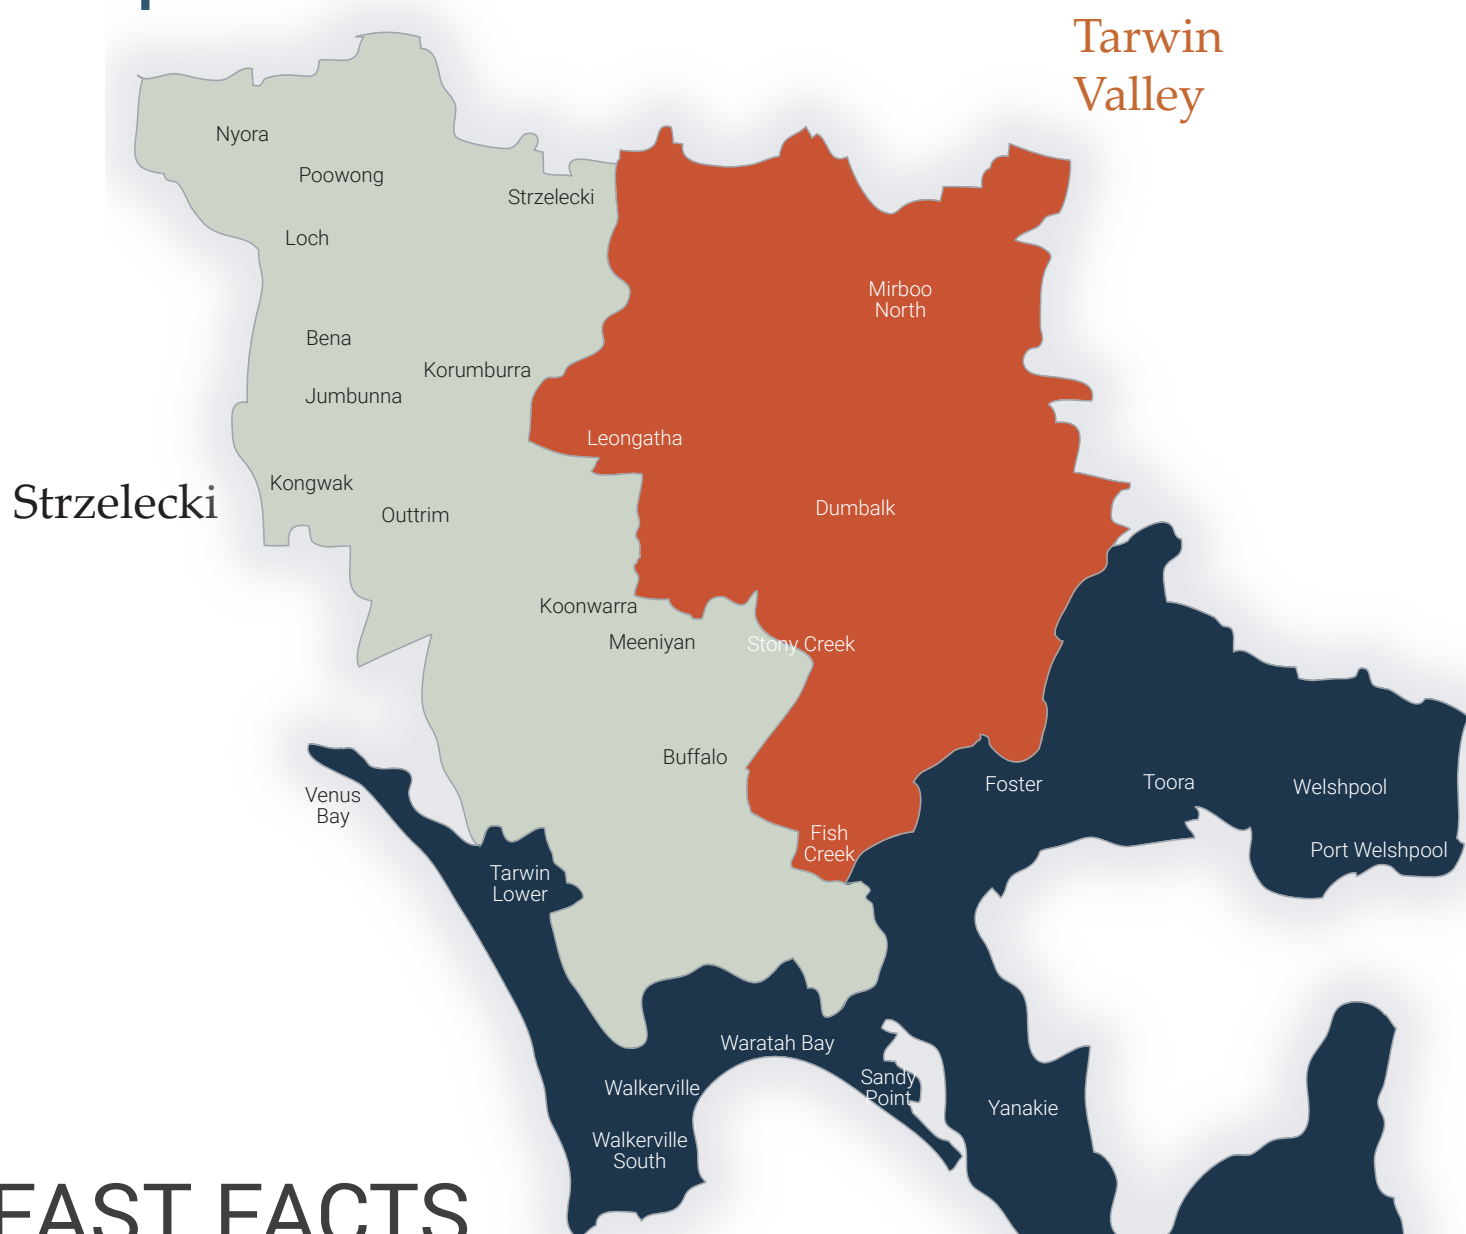 Tarwin
Valley
Nyora
Poowong
Strzelecki
Loch
Mirboo
North
Bena
Korumburra
Jumbunna
Leongatha
Strzelecki
Kongwak
Outtrim
Dumbalk
Koonwarra
Meeniyan
Stony Creek
Buffalo
Venus
Bay
Foster
Toora
Welshpool
Fish
Creek
Port Welshpool
Tarwin
Lower
Waratah Bay
Walkerville
Sandy
Point
Yanakie
Walkerville
South
FAST FACTS